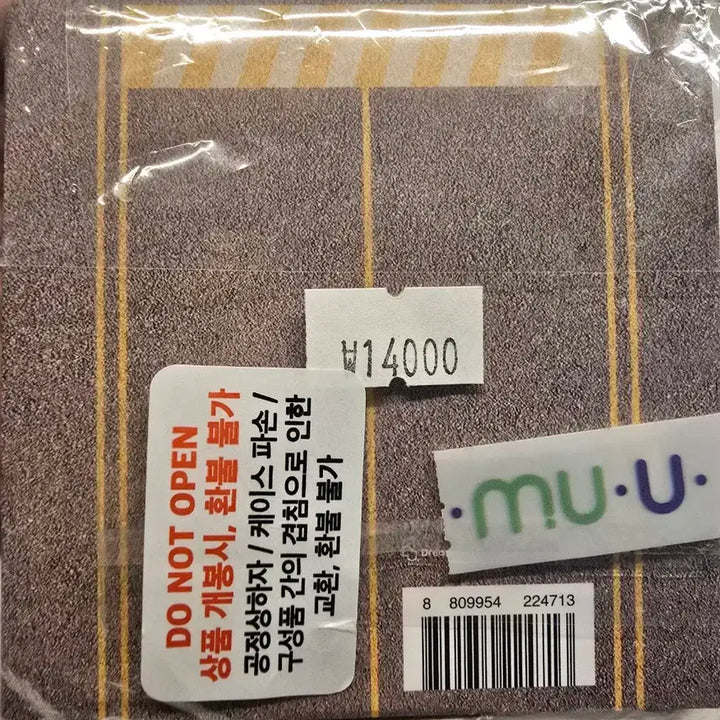 ₩14000
DO NOT OPEN
상품 개봉시, 환불 불가
공정상하자 / 케이스 파손 /
구성품 간의 겹침으로 인한
교환, 환불 불가
·mu·U·
8 809954 224713